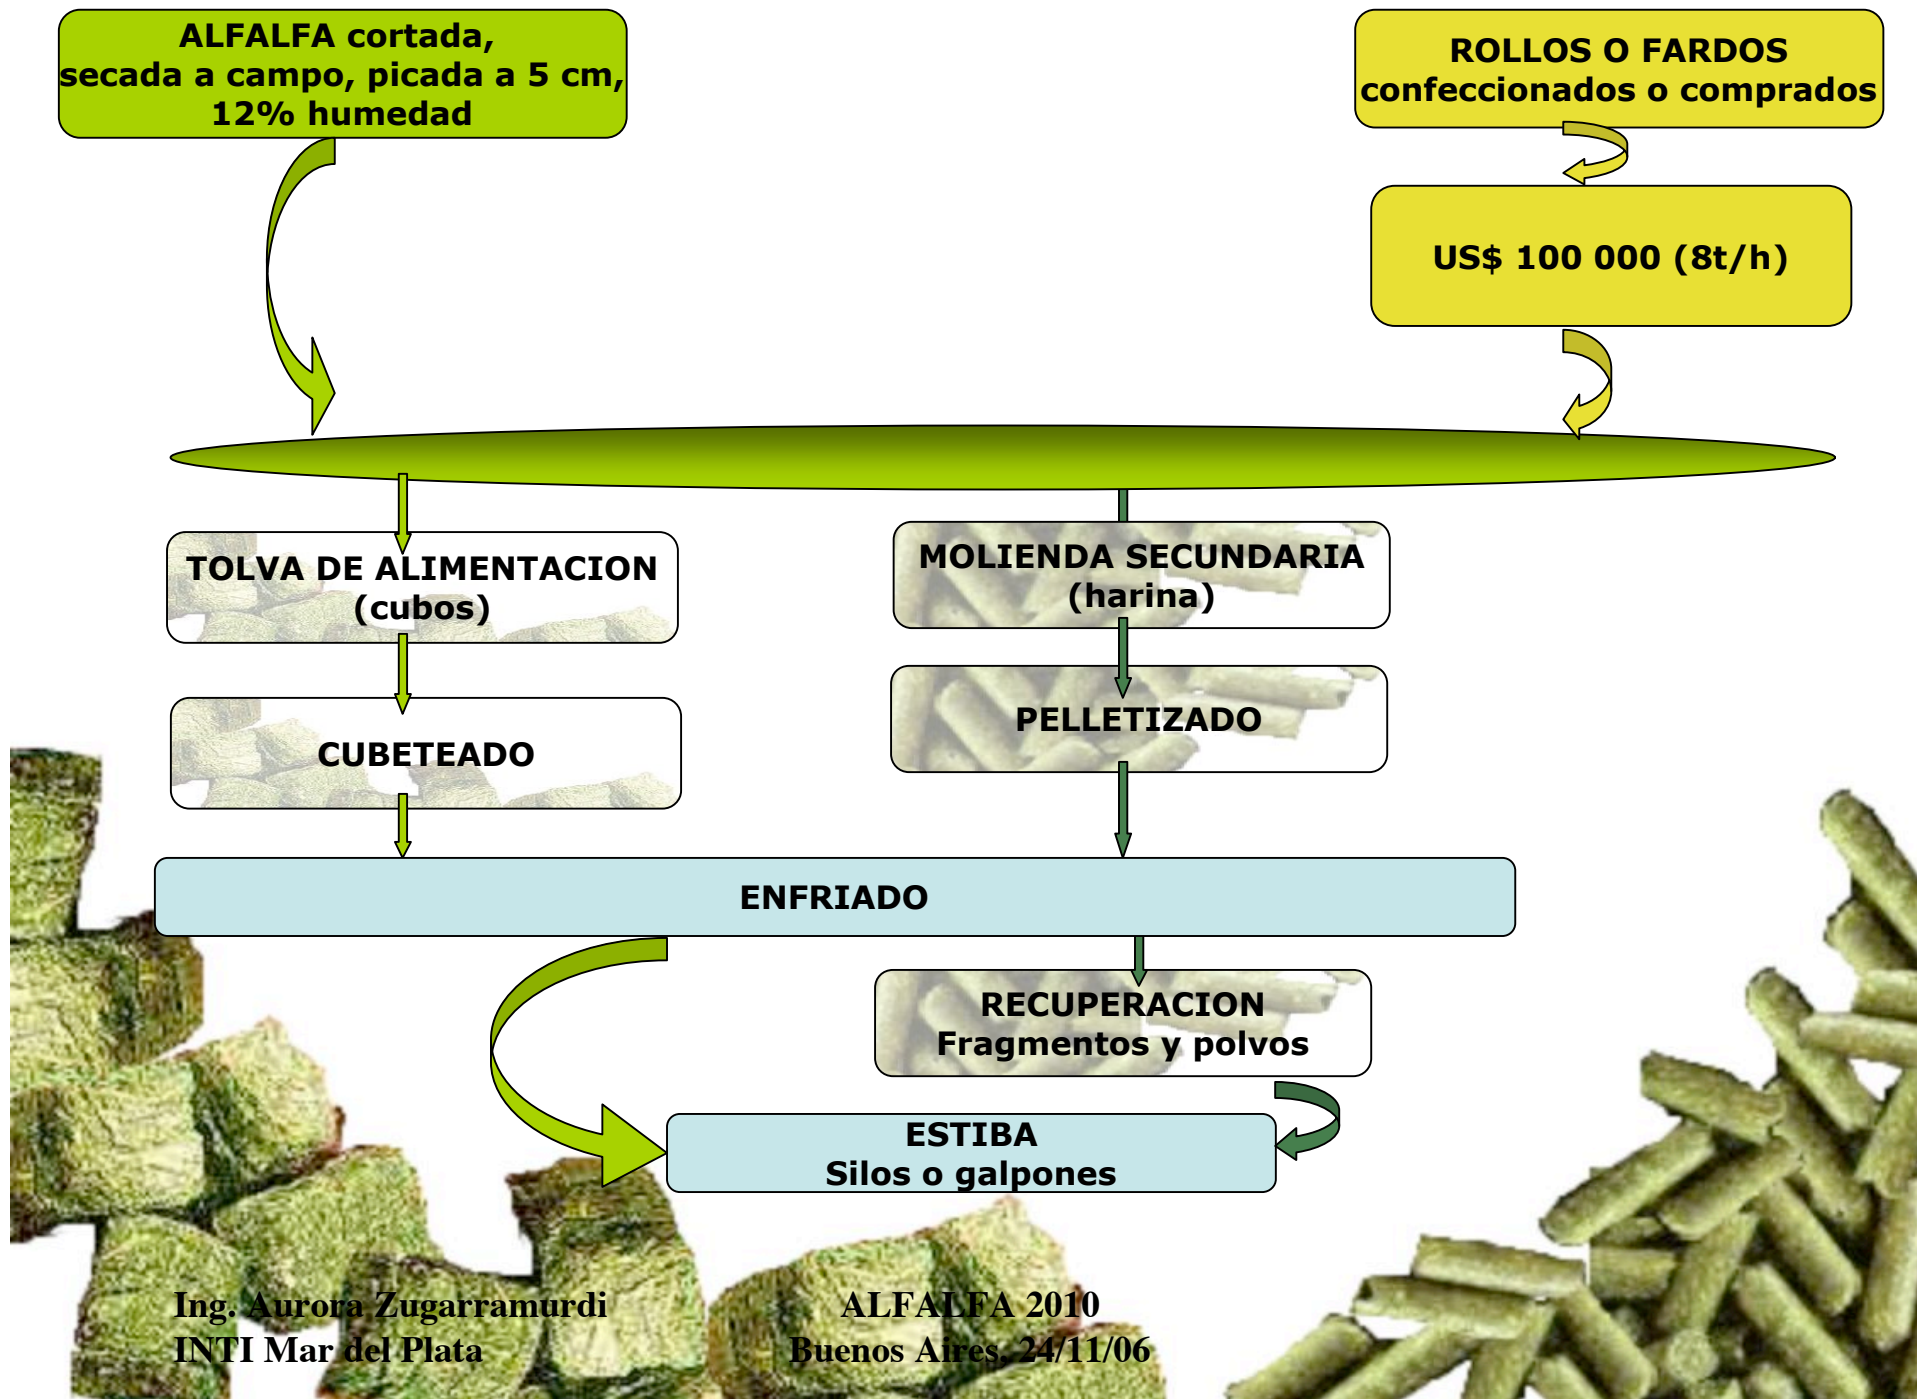 ALFALFA cortada,
secada a campo, picada a 5 cm,
12% humedad
ROLLOS O FARDOS
confeccionados o comprados
US$ 100 000 (8t/h)
TOLVA DE ALIMENTACION
(cubos)
MOLIENDA SECUNDARIA
(harina)
CUBETEADO
PELLETIZADO
ENFRIADO
RECUPERACION
Fragmentos y polvos
ESTIBA
Silos o galpones
Ing. Aurora Zugarramurdi
INTI Mar del Plata
ALFALFA 2010
Buenos Aires, 24/11/06